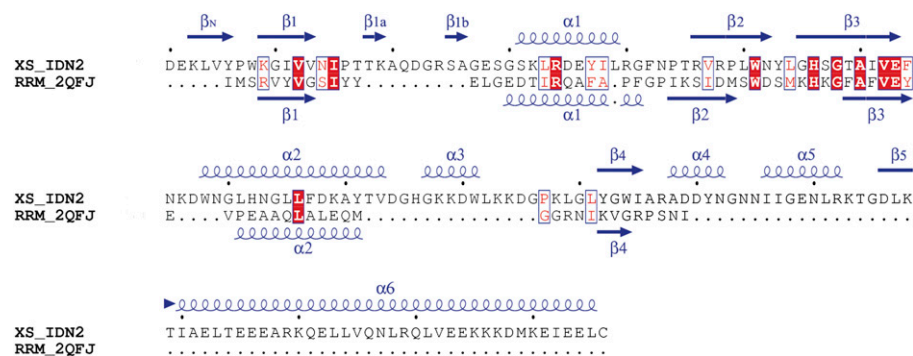 βN β1 β1a β1b α1 β2 β3
XS_IDN2 DEKLVYPWKGIVVNIPTTKAQDGRSAGESGSKLRDEYILRGFNPTRVRPLWNYLGHSGTAIVEF
RRM_2QFJ .....IMSRVYVGSIYY.........ELGEDTIRQAFA.PFGPIKSIDMSWDSMKHKGFAFVEY
β1 α1 β2 β3
α2 α3 β4 α4 α5 β5
XS_IDN2 NKDWNGLHNGLLFDKAYTVDGHGKKDWLKKDGPKLGLYGWIARADDYNGNNIIGENLRKTGDLK
RRM_2QFJ E....VPEAAQLALEQM...............GGRNIKVGRPSNI...................
α2 β4
α6
XS_IDN2 TIAELTEEEARKQELLVQNLRQLVEEKKKDMKEIEELC
RRM_2QFJ ......................................